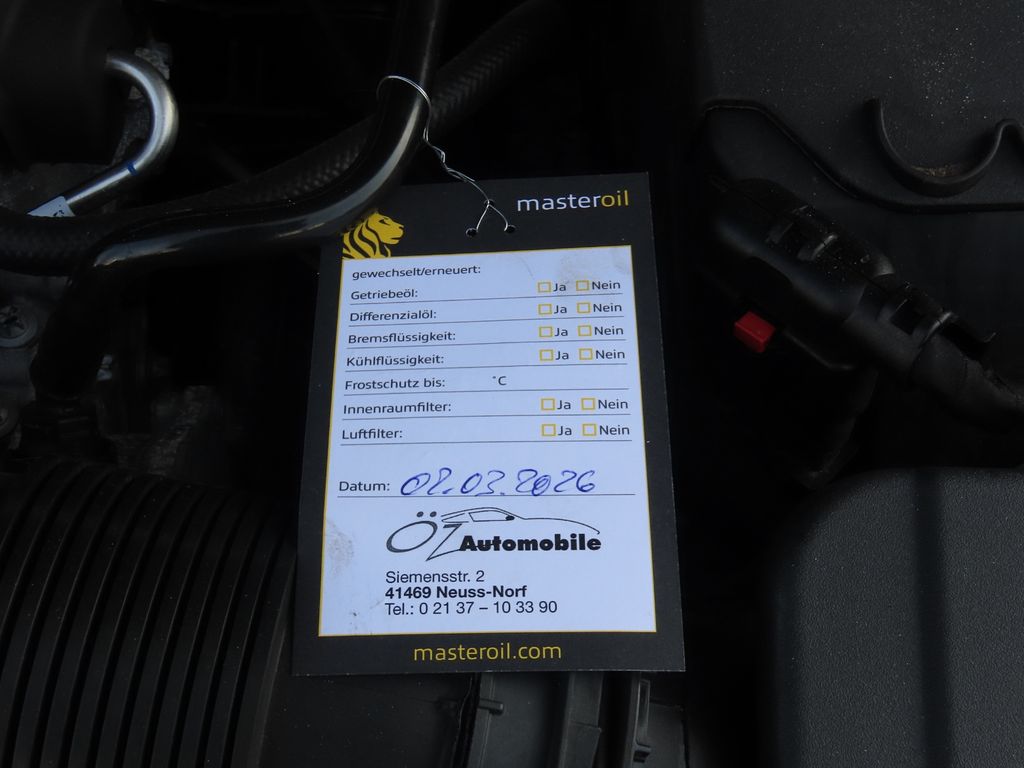 masteroil
gewechselt/erneuert:
Getriebeöl: Ja Nein
Differenzialöl: Ja Nein
Bremsflüssigkeit: Ja Nein
Kühlflüssigkeit: Ja Nein
Frostschutz bis: °C
Innenraumfilter: Ja Nein
Luftfilter: Ja Nein
Datum: 02.03.2026
ÖZ Automobile
Siemensstr. 2
41469 Neuss-Norf
Tel.: 0 21 37 – 10 33 90
masteroil.com